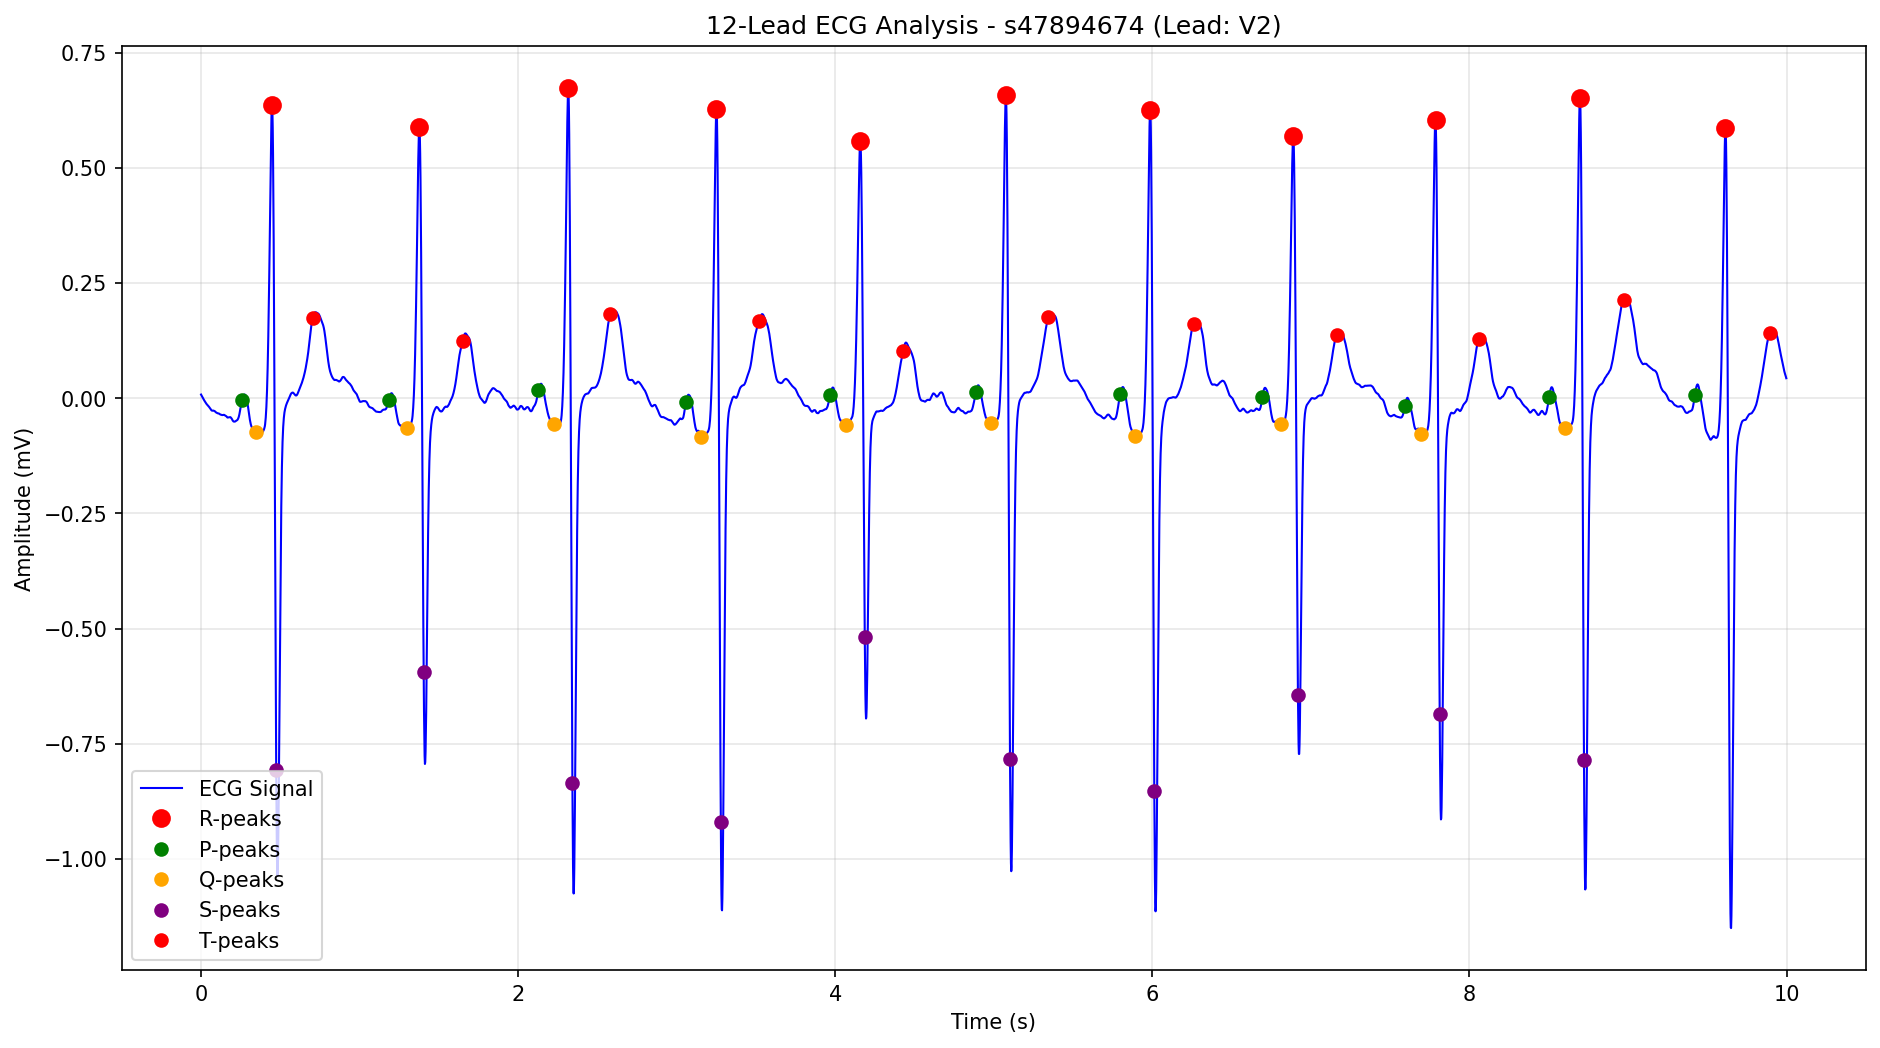 12-Lead ECG Analysis - s47894674 (Lead: V2)
0.75
0.50
0.25
0.00
−0.25
−0.50
−0.75
−1.00
Amplitude (mV)
ECG Signal
R-peaks
P-peaks
Q-peaks
S-peaks
T-peaks
0 2 4 6 8 10
Time (s)